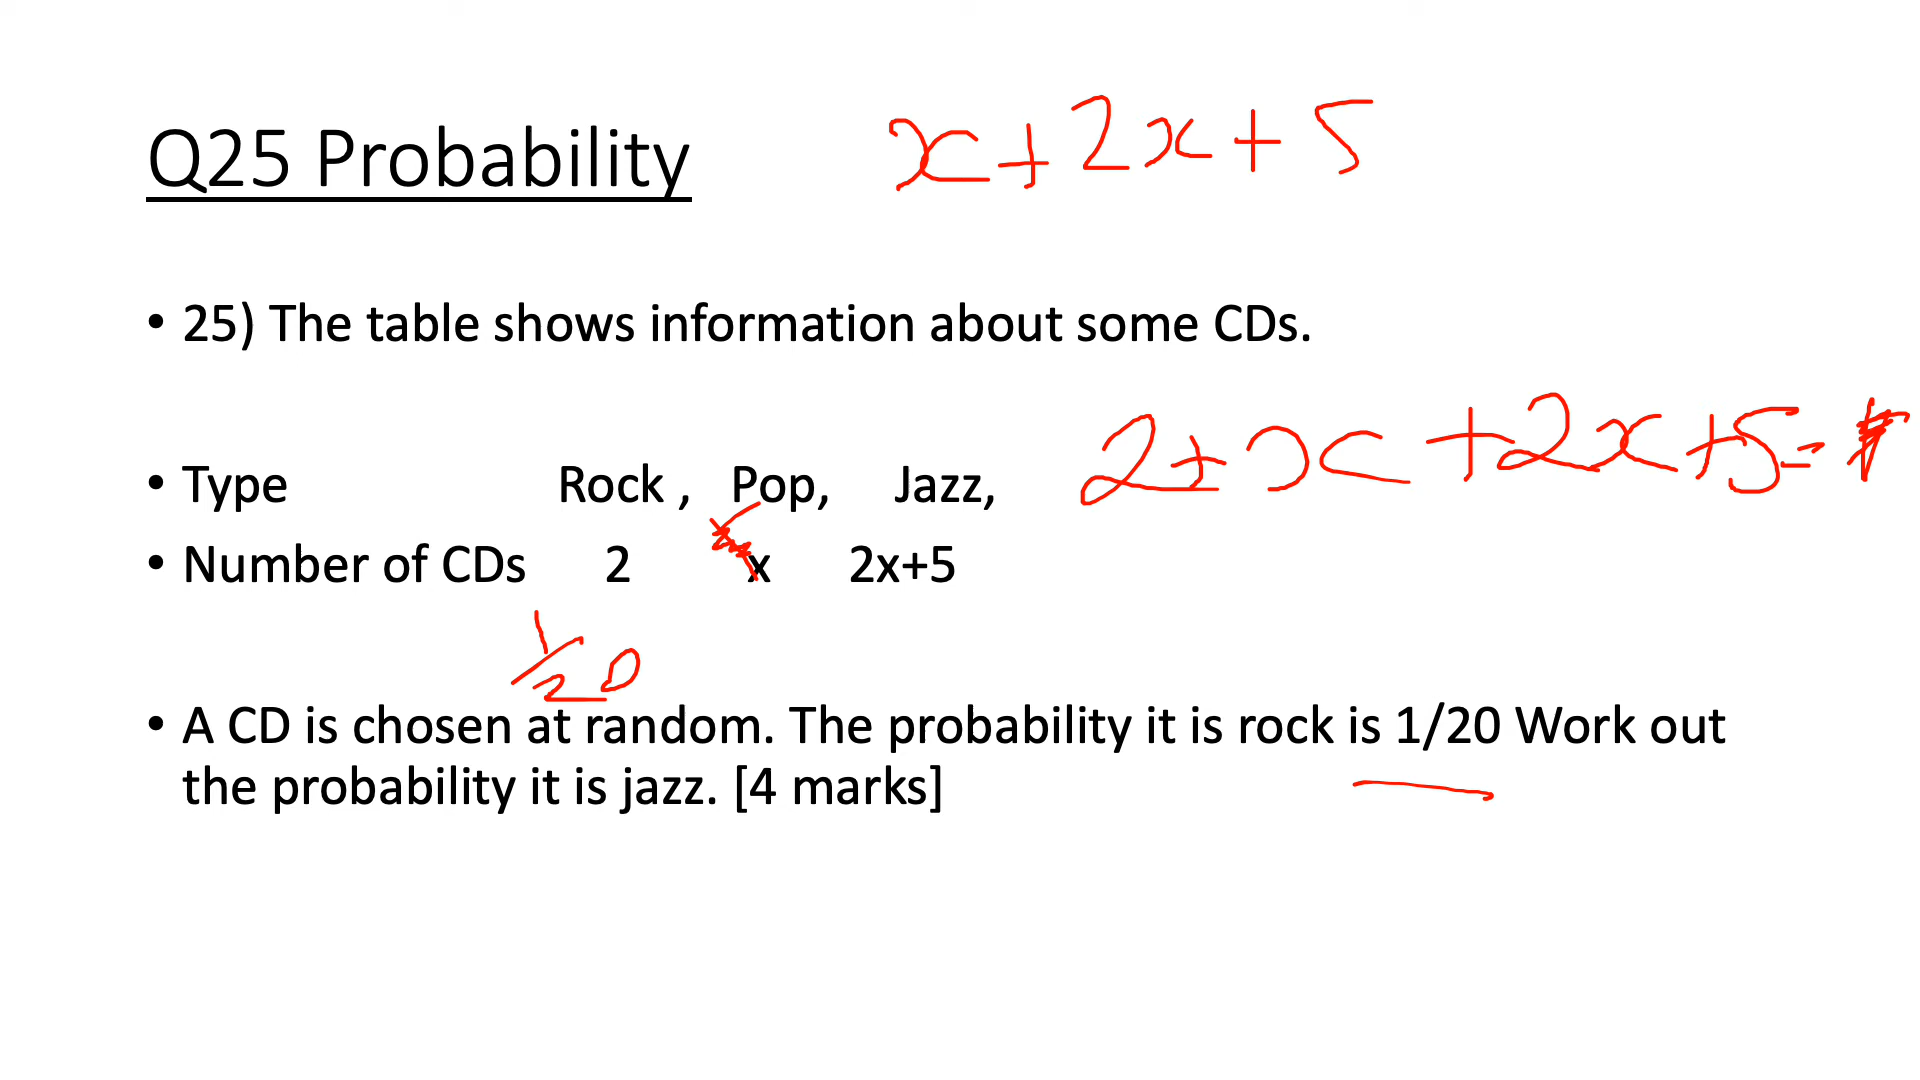 Q25 Probability
x+2x+5
• 25) The table shows information about some CDs.
2+x+2x+5=
• Type Rock , Pop, Jazz,
• Number of CDs 2 x 2x+5
1/20
• A CD is chosen at random. The probability it is rock is 1/20 Work out
the probability it is jazz. [4 marks]